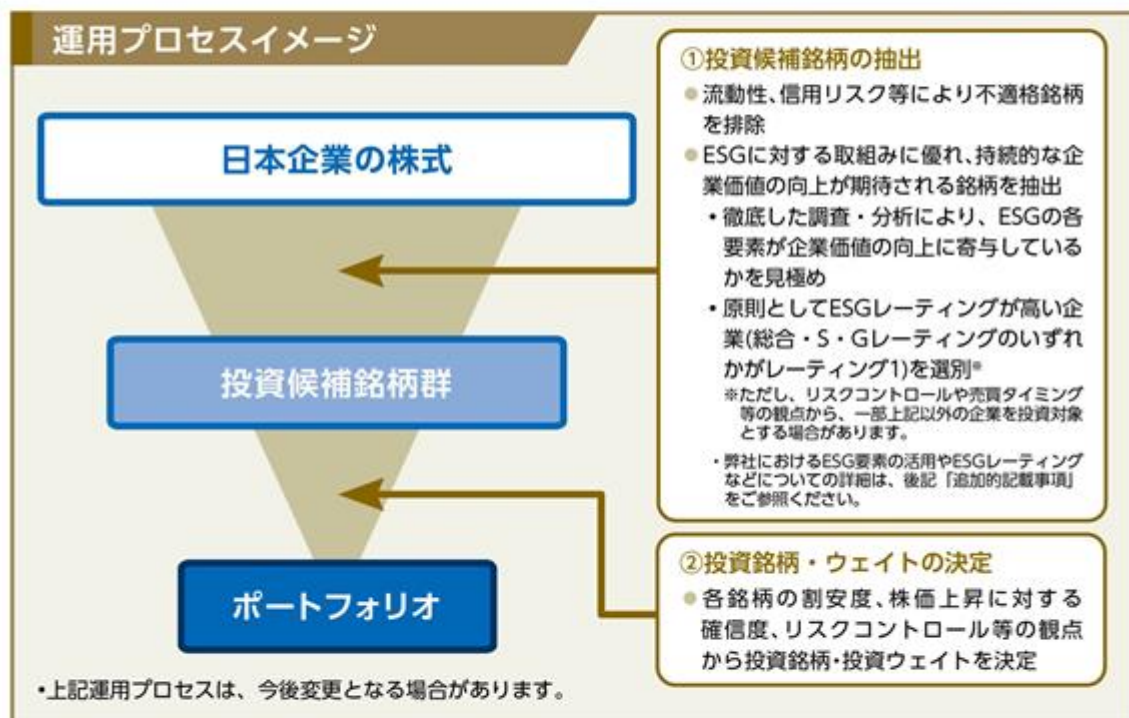 運用プロセスイメージ
日本企業の株式
投資候補銘柄群
ポートフォリオ
•上記運用プロセスは、今後変更となる場合があります。
①投資候補銘柄の抽出
●流動性、信用リスク等により不適格銘柄
を排除
●ESGに対する取組みに優れ、持続的な企
業価値の向上が期待される銘柄を抽出
・徹底した調査・分析により、ESGの各
要素が企業価値の向上に寄与している
かを見極め
・原則としてESGレーティングが高い企
業(総合・S・Gレーティングのいずれ
かがレーティング1)を選別※
※ただし、リスクコントロールや売買タイミング
等の観点から、一部上記以外の企業を投資対象
とする場合があります。
・弊社におけるESG要素の活用やESGレーティング
などについての詳細は、後記「追加的記載事項」
をご参照ください。
②投資銘柄・ウェイトの決定
●各銘柄の割安度、株価上昇に対する
確信度、リスクコントロール等の観点
から投資銘柄・投資ウェイトを決定